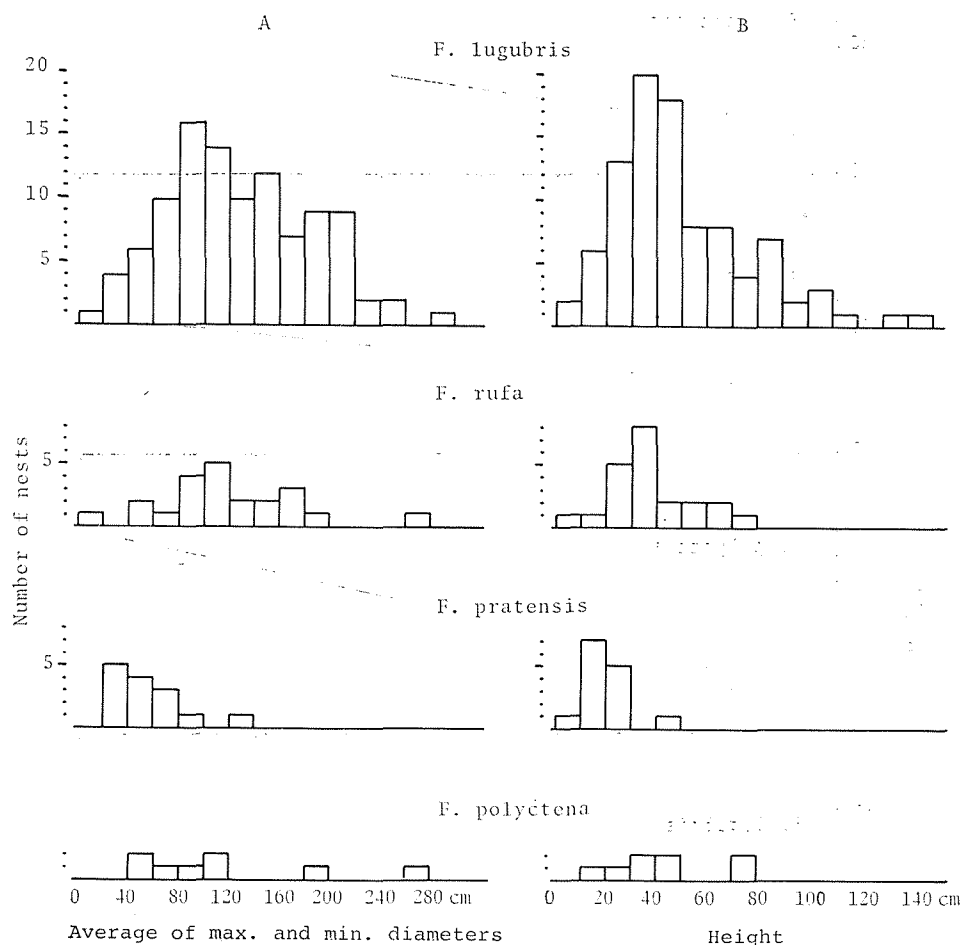 A
B
F. lugubris
20
15
10
5
F. rufa
5
Number of nests
F. pratensis
5
F. polyctena
0 40 80 120 160 200 240 280 cm
0 20 40 60 80 100 120 140 cm
Average of max. and min. diameters
Height